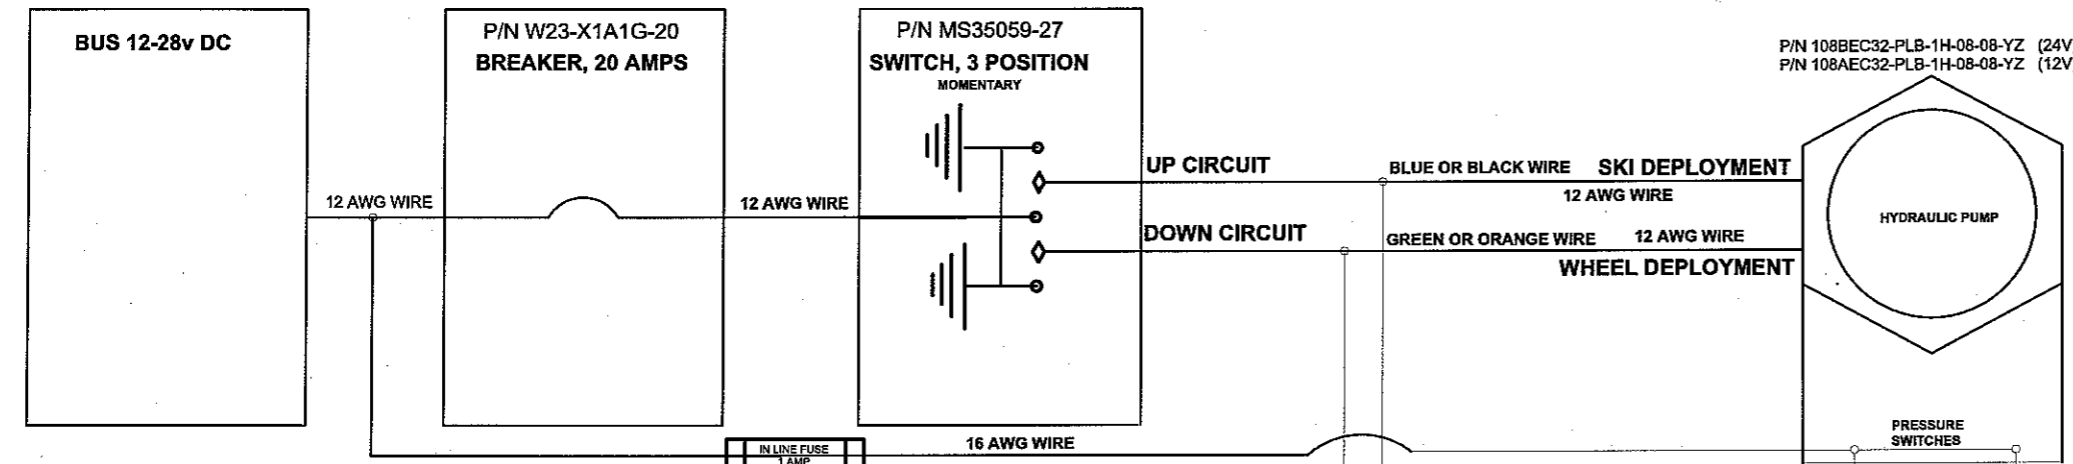 BUS 12-28v DC
P/N W23-X1A1G-20
BREAKER, 20 AMPS
P/N MS35059-27
SWITCH, 3 POSITION
MOMENTARY
P/N 108BEC32-PLB-1H-08-08-YZ (24V
P/N 108AEC32-PLB-1H-08-08-YZ (12V
12 AWG WIRE
12 AWG WIRE
UP CIRCUIT
BLUE OR BLACK WIRE
SKI DEPLOYMENT
12 AWG WIRE
HYDRAULIC PUMP
DOWN CIRCUIT
GREEN OR ORANGE WIRE
12 AWG WIRE
WHEEL DEPLOYMENT
IN LINE FUSE
1 AMP
16 AWG WIRE
PRESSURE
SWITCHES